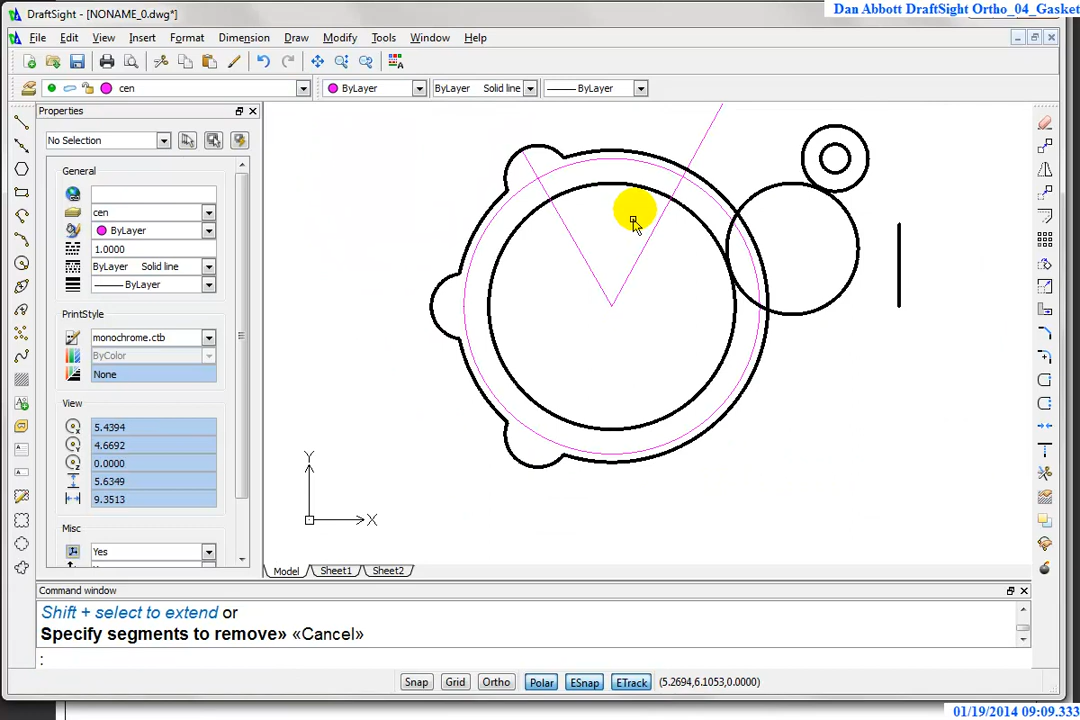 DraftSight - [NONAME_0.dwg*]
Dan Abbott DraftSight Ortho_04_Gasket
File Edit View Insert Format Dimension Draw Modify Tools Window Help
cen ByLayer ByLayer Solid line ByLayer
Properties
No Selection
General
cen
ByLayer
1.0000
ByLayer Solid line
ByLayer
PrintStyle
monochrome.ctb
ByColor
None
View
5.4394
4.6692
0.0000
5.6349
9.3513
Misc
Yes
Y
X
Model Sheet1 Sheet2
Command window
Shift + select to extend or
Specify segments to remove» «Cancel»
:
Snap Grid Ortho Polar ESnap ETrack (5.2694,6.1053,0.0000)
01/19/2014 09:09.333